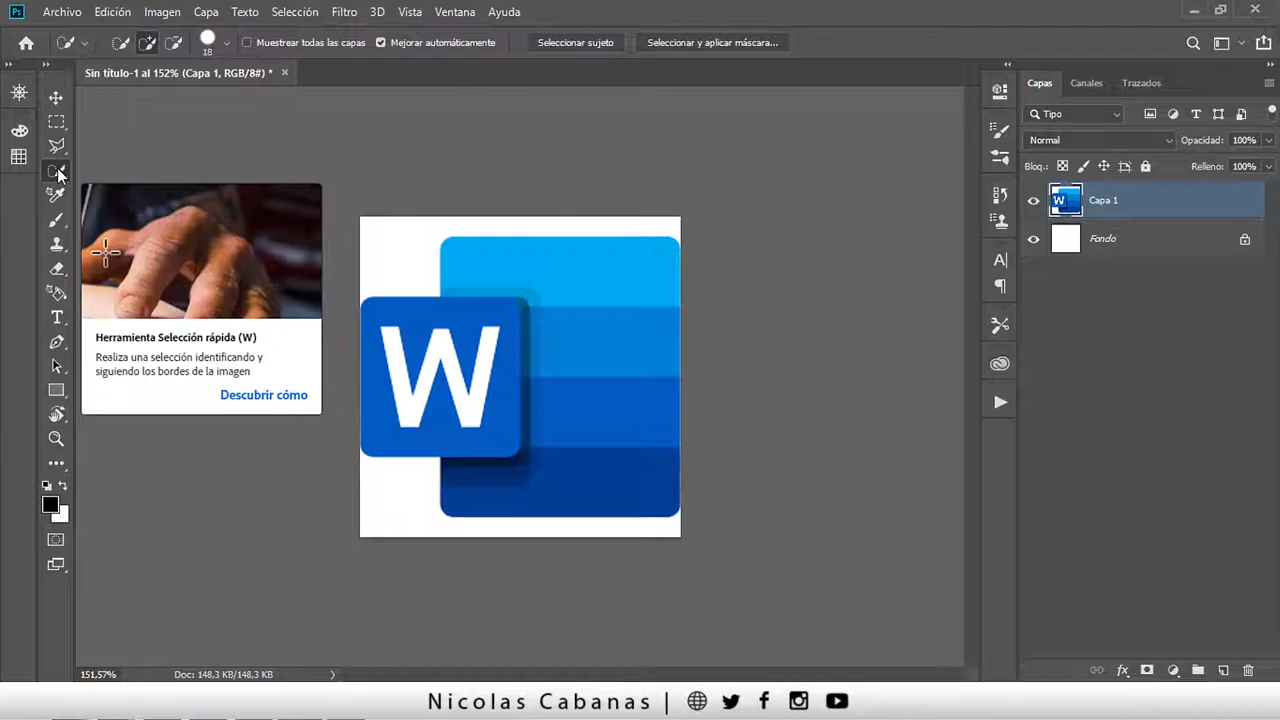 Ps Archivo Edición Imagen Capa Texto Selección Filtro 3D Vista Ventana Ayuda
18 Muestrear todas las capas Mejorar automáticamente Seleccionar sujeto Seleccionar y aplicar máscara...
Sin título-1 al 152% (Capa 1, RGB/8#) *
Capas Canales Trazados
Tipo
Normal Opacidad: 100%
Bloq.: Relleno: 100%
Capa 1
Fondo
Herramienta Selección rápida (W)
Realiza una selección identificando y
siguiendo los bordes de la imagen
Descubrir cómo
W
151,57% Doc: 148,3 KB/148,3 KB
Nicolas Cabanas |